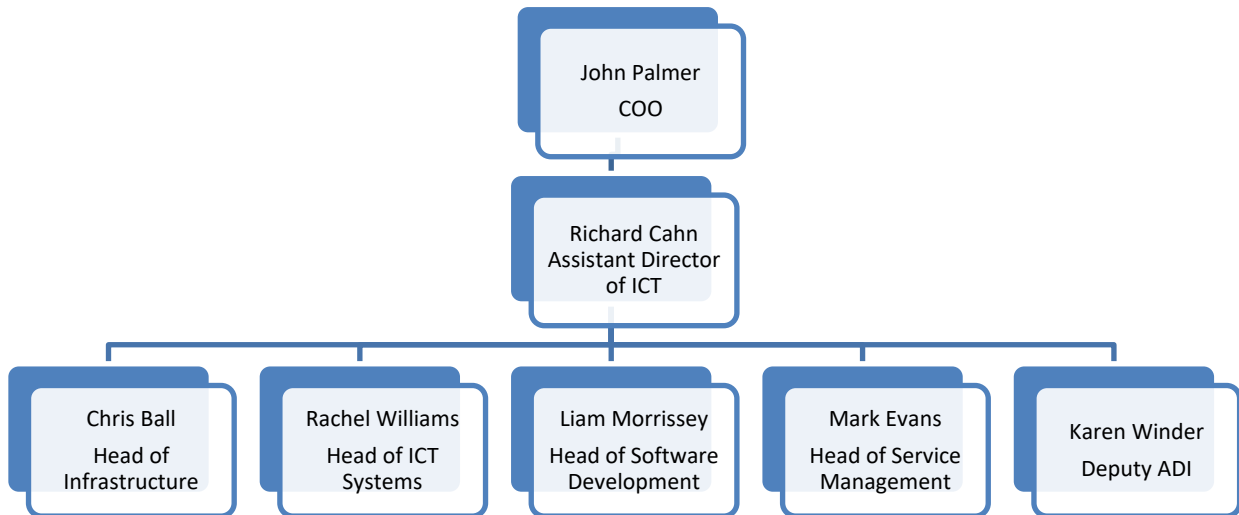 John Palmer
COO
Richard Cahn
Assistant Director
of ICT
Chris Ball
Head of
Infrastructure
Rachel Williams
Head of ICT
Systems
Liam Morrissey
Head of Software
Development
Mark Evans
Head of Service
Management
Karen Winder
Deputy ADI